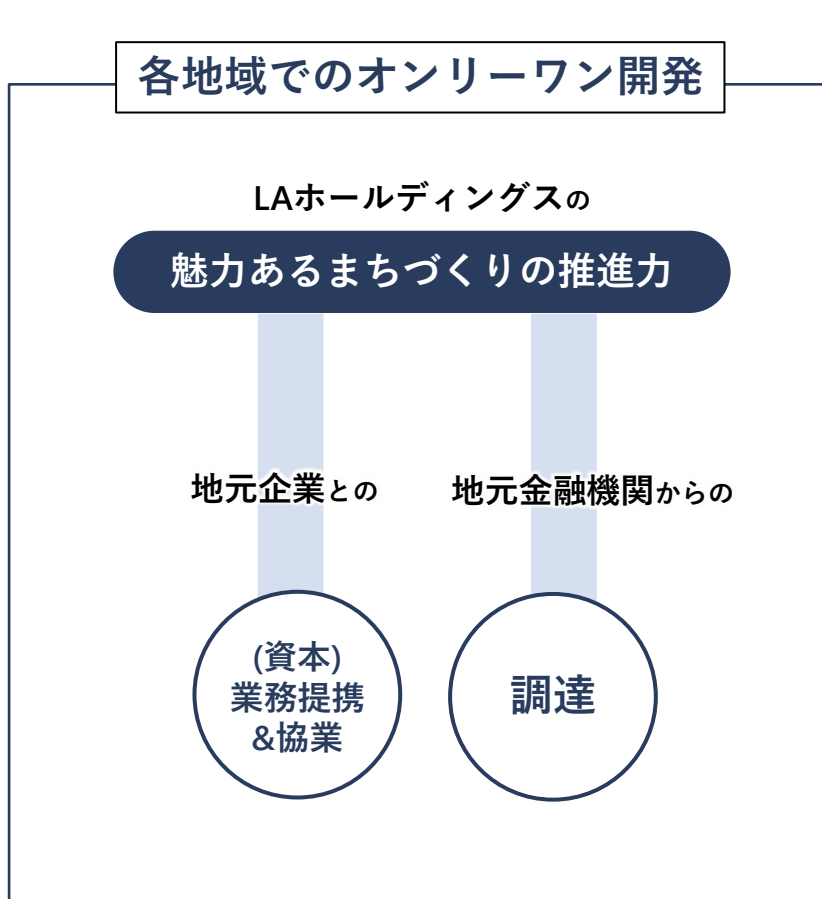 各地域でのオンリーワン開発
LAホールディングスの
魅力あるまちづくりの推進力
地元企業との
地元金融機関からの
(資本)
業務提携
&協業
調達